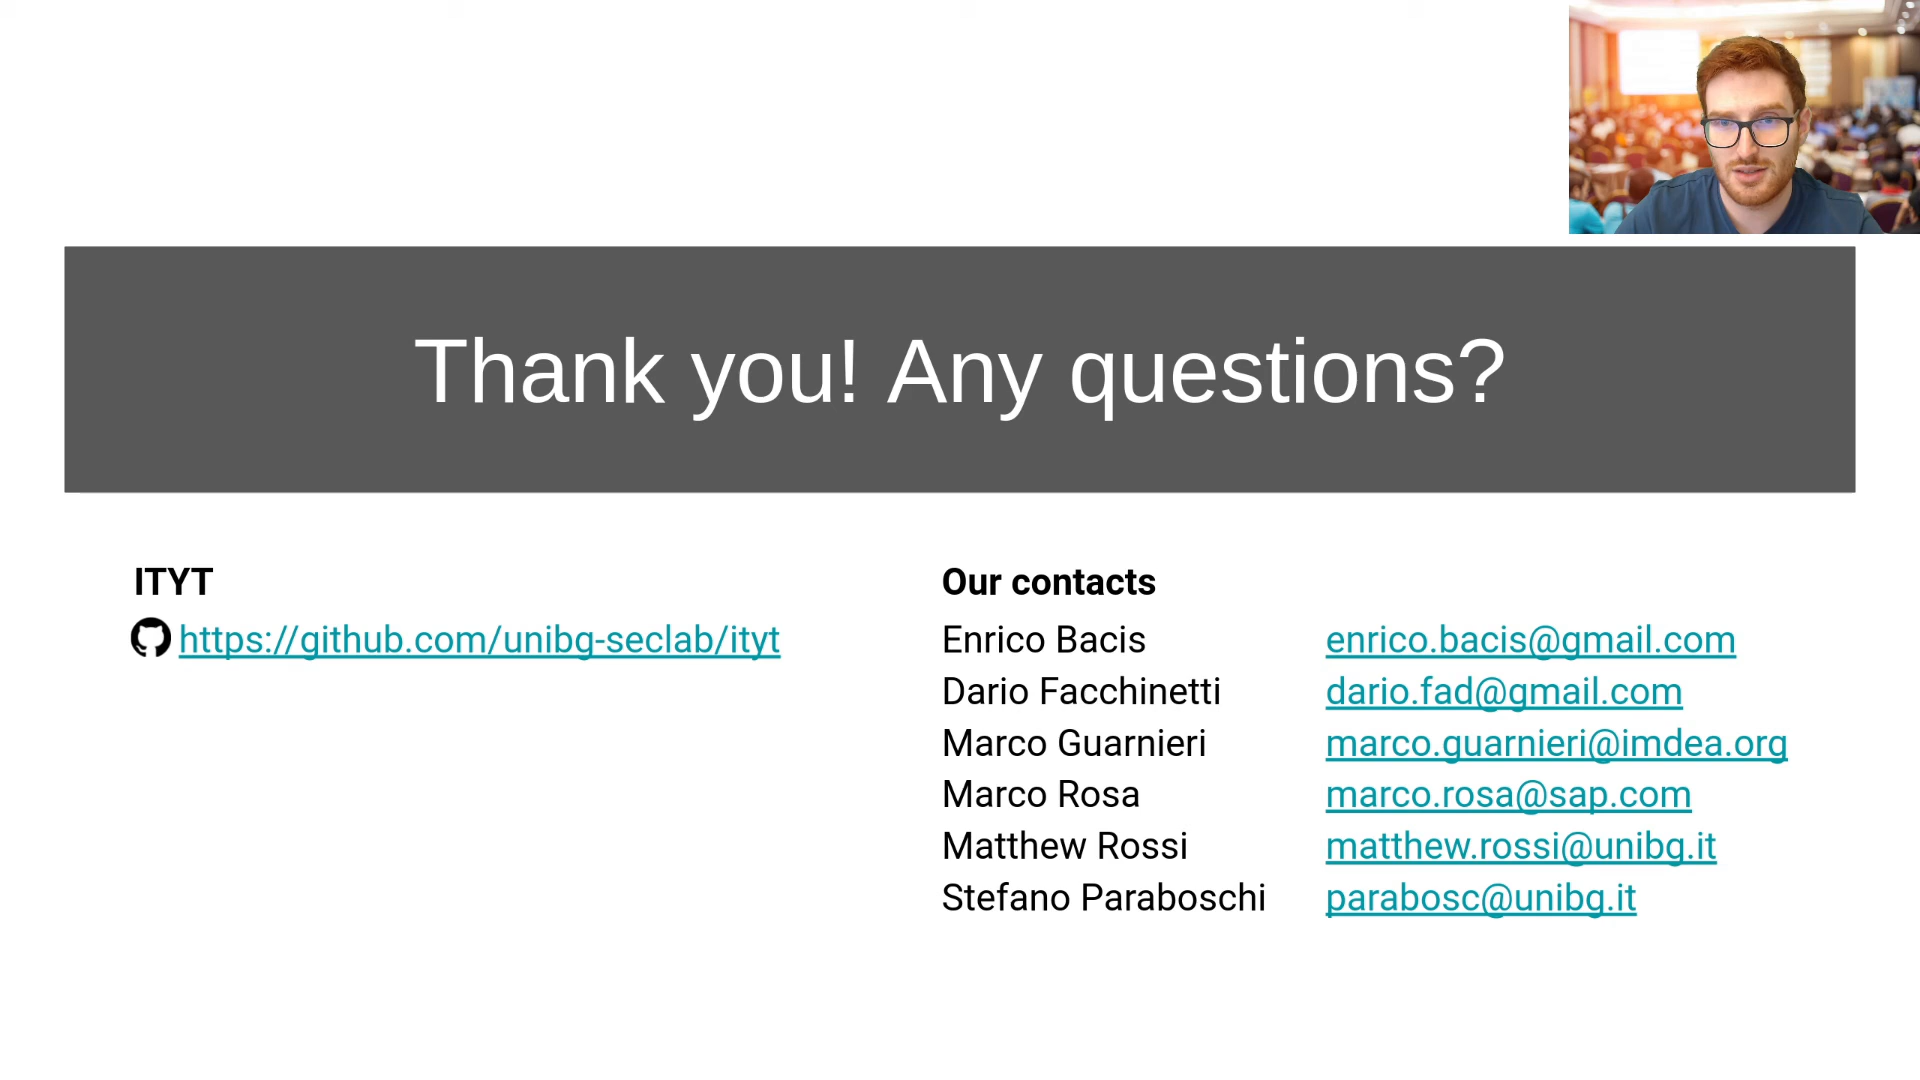 Thank you! Any questions?
ITYT
https://github.com/unibg-seclab/ityt
Our contacts
Enrico Bacis enrico.bacis@gmail.com
Dario Facchinetti dario.fad@gmail.com
Marco Guarnieri marco.guarnieri@imdea.org
Marco Rosa marco.rosa@sap.com
Matthew Rossi matthew.rossi@unibg.it
Stefano Paraboschi parabosc@unibg.it